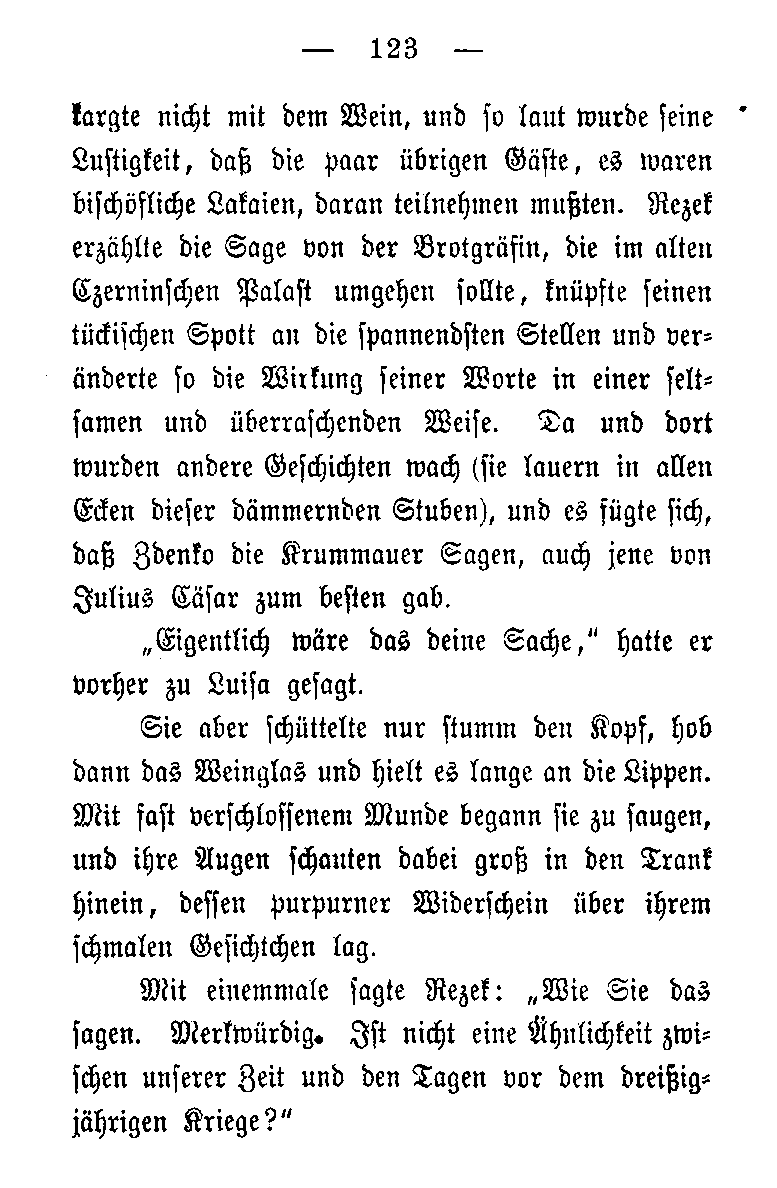 — 123 —
kargte nicht mit dem Wein, und so laut wurde seine
Lustigkeit, daß die paar übrigen Gäste, es waren
bischöfliche Lakaien, daran teilnehmen mußten. Rezek
erzählte die Sage von der Brotgräfin, die im alten
Czerninschen Palast umgehen sollte, knüpfte seinen
tückischen Spott an die spannendsten Stellen und ver-
änderte so die Wirkung seiner Worte in einer selt-
samen und überraschenden Weise. Da und dort
wurden andere Geschichten wach (sie lauern in allen
Ecken dieser dämmernden Stuben), und es fügte sich,
daß Zdenko die Krummauer Sagen, auch jene von
Julius Cäsar zum besten gab.
„Eigentlich wäre das deine Sache,“ hatte er
vorher zu Luisa gesagt.
Sie aber schüttelte nur stumm den Kopf, hob
dann das Weinglas und hielt es lange an die Lippen.
Mit fast verschlossenem Munde begann sie zu saugen,
und ihre Augen schauten dabei groß in den Trank
hinein, dessen purpurner Widerschein über ihrem
schmalen Gesichtchen lag.
Mit einemmale sagte Rezek: „Wie Sie das
sagen. Merkwürdig. Ist nicht eine Ähnlichkeit zwi-
schen unserer Zeit und den Tagen vor dem dreißig-
jährigen Kriege?“